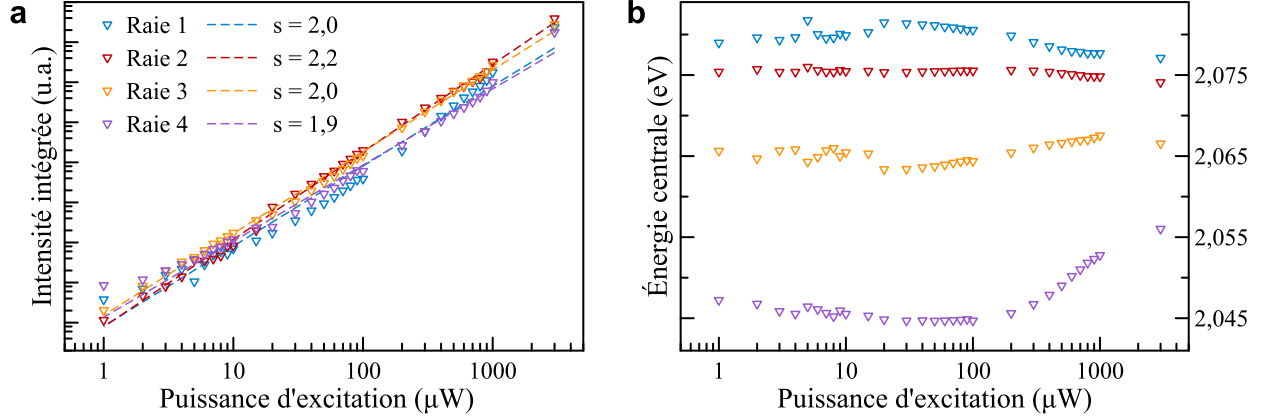 a
Intensité intégrée (u.a.)
Raie 1 s = 2,0
Raie 2 s = 2,2
Raie 3 s = 2,0
Raie 4 s = 1,9
1 10 100 1000
Puissance d'excitation (µW)
b
Énergie centrale (eV)
2,075
2,065
2,055
2,045
1 10 100 1000
Puissance d'excitation (µW)